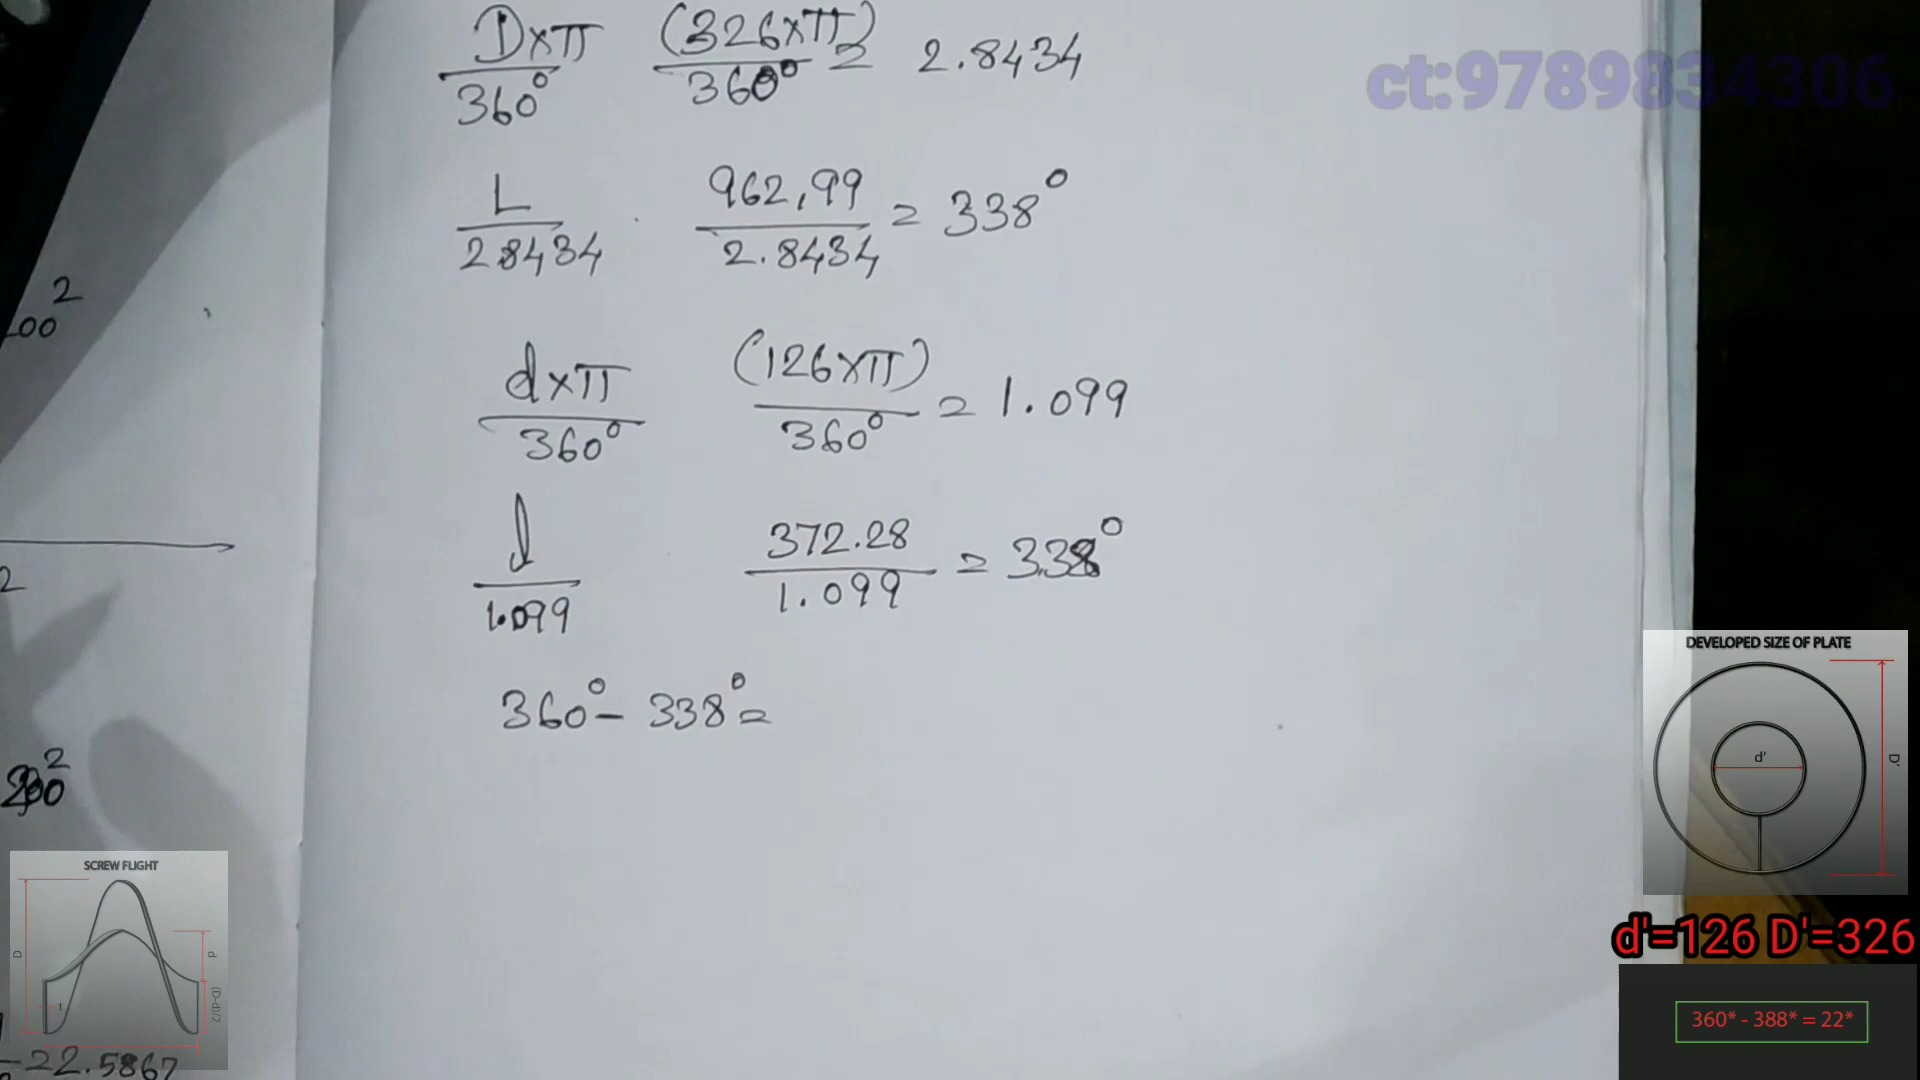 D×π/360° (326×π)/360° = 2.8434
ct:9789834306
L/2.8434 962,99/2.8434 = 338°
2
00
d×π/360° (126×π)/360° = 1.099
l/1.099 372.28/1.099 = 338°
2
360° - 338° =
200²
DEVELOPED SIZE OF PLATE
d'
D'
d'=126 D'=326
360* - 388* = 22*
SCREW FLIGHT
D
d
t
(D-d)/2
22.5867